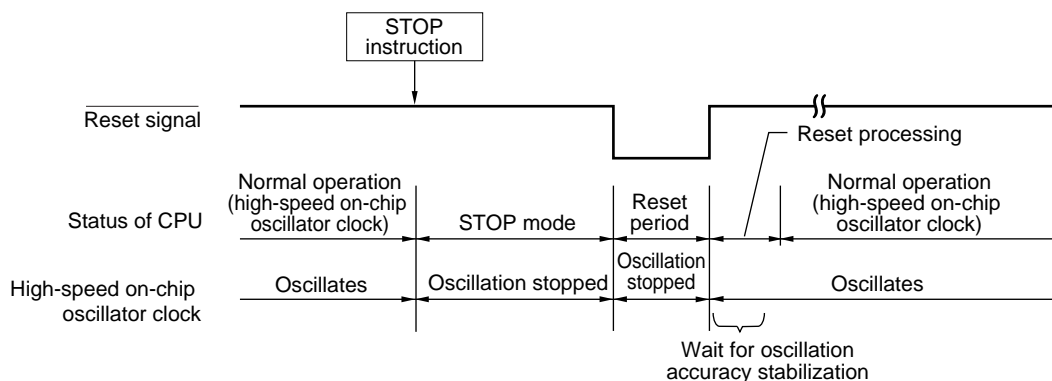 STOP
instruction
Reset signal
Reset processing
Normal operation
(high-speed on-chip
oscillator clock)
Reset
period
Normal operation
(high-speed on-chip
oscillator clock)
Status of CPU
STOP mode
High-speed on-chip
oscillator clock
Oscillates
Oscillation stopped
Oscillation
stopped
Oscillates
Wait for oscillation
accuracy stabilization